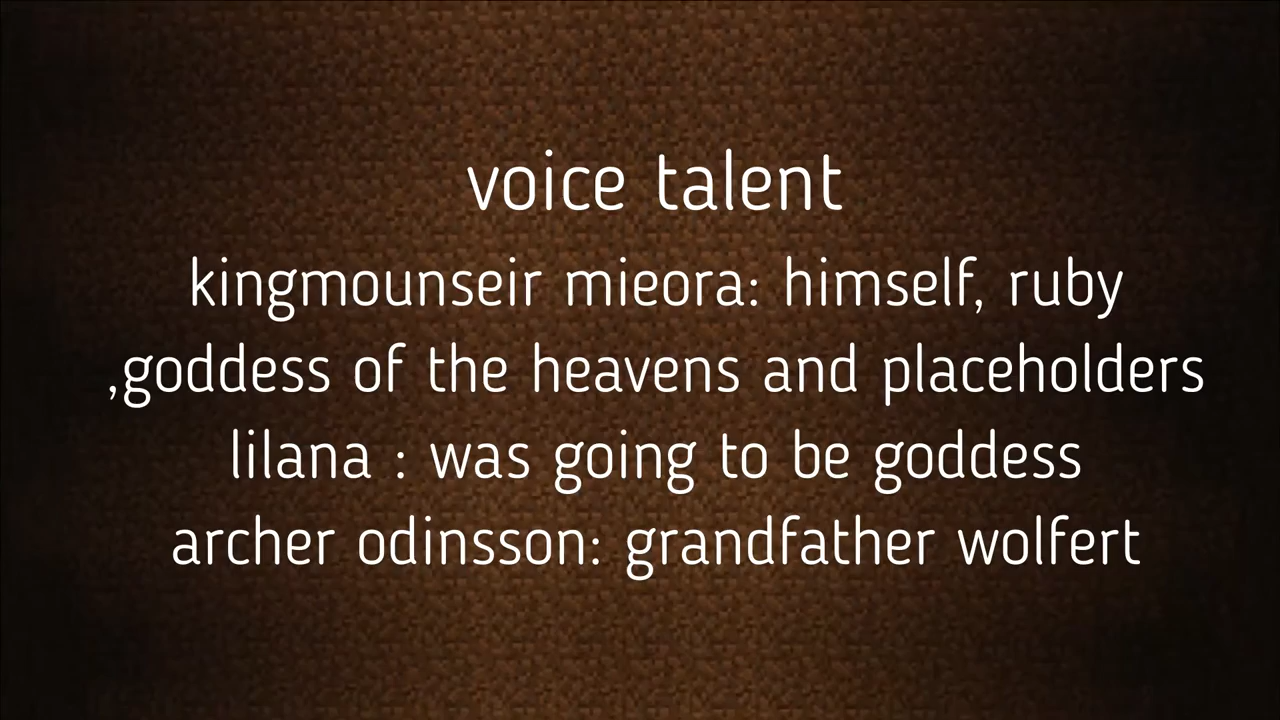 voice talent
kingmounseir mieora: himself, ruby
,goddess of the heavens and placeholders
lilana : was going to be goddess
archer odinsson: grandfather wolfert